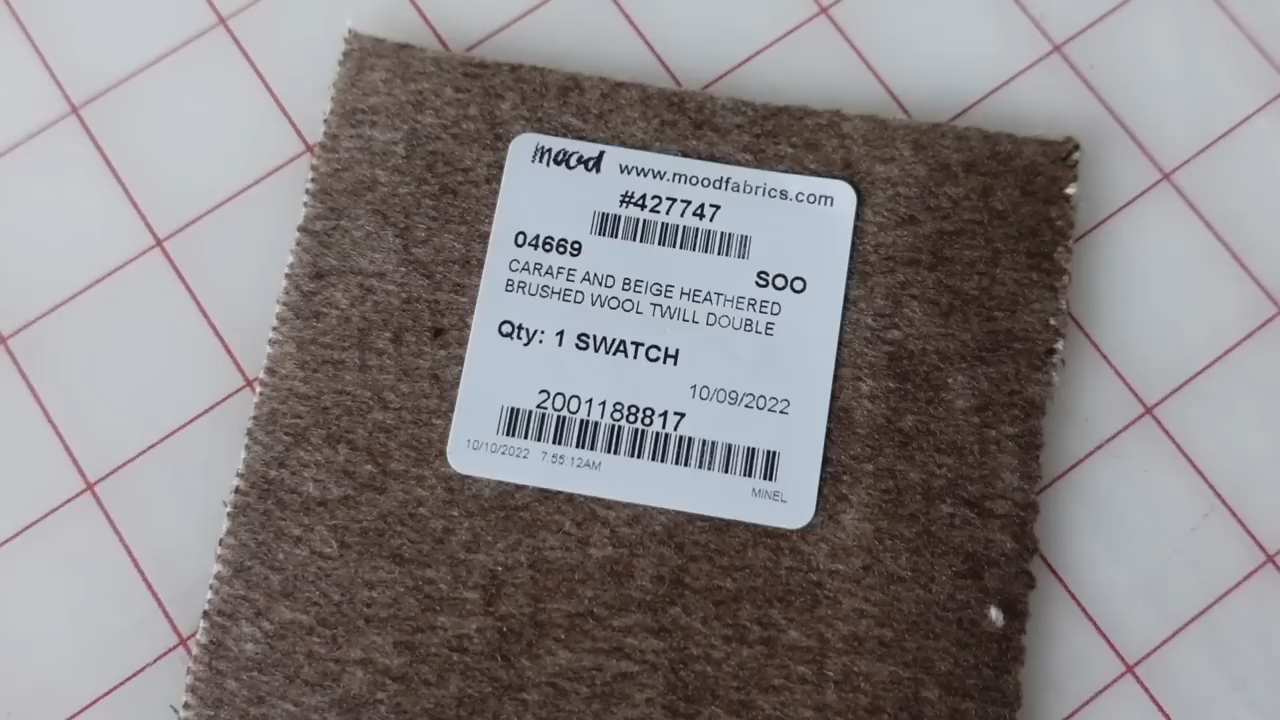 mood www.moodfabrics.com
#427747
04669
SOO
CARAFE AND BEIGE HEATHERED
BRUSHED WOOL TWILL DOUBLE
Qty: 1 SWATCH
10/09/2022
2001188817
10/10/2022 7:55:12AM
MINEL